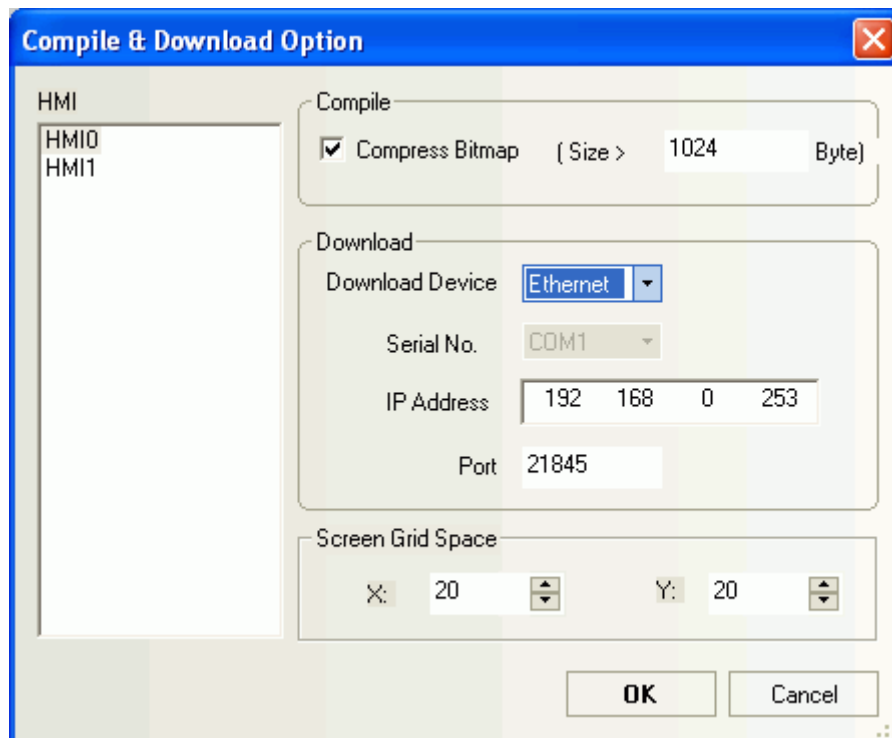 Compile & Download Option
HMI
HMI0
HMI1
Compile
Compress Bitmap ( Size > 1024 Byte)
Download
Download Device Ethernet
Serial No. COM1
IP Address 192 168 0 253
Port 21845
Screen Grid Space
X: 20 Y: 20
OK Cancel